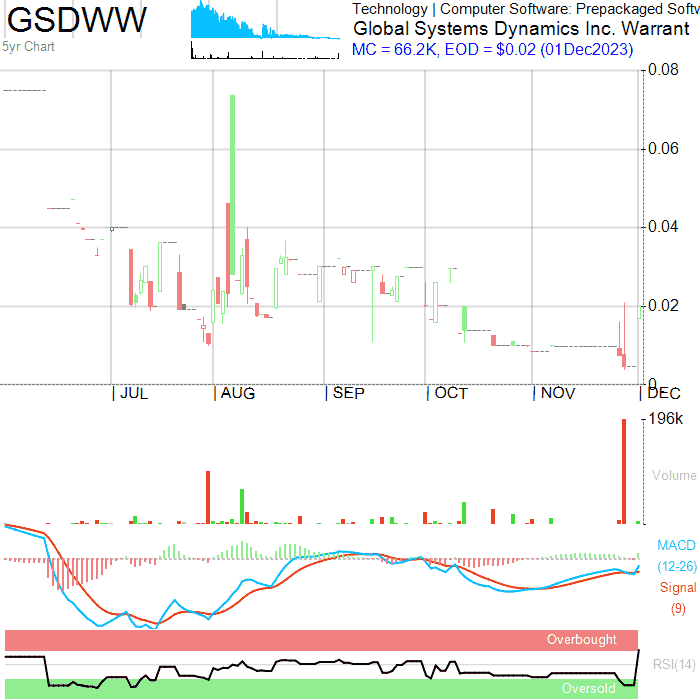 GSDWW
5yr Chart
Technology | Computer Software: Prepackaged Softw
Global Systems Dynamics Inc. Warrant
MC = 66.2K, EOD = $0.02 (01Dec2023)
0.08
0.06
0.04
0.02
0
JUL AUG SEP OCT NOV DEC
196k
Volume
MACD
(12-26)
Signal
(9)
Overbought
RSI(14)
Oversold